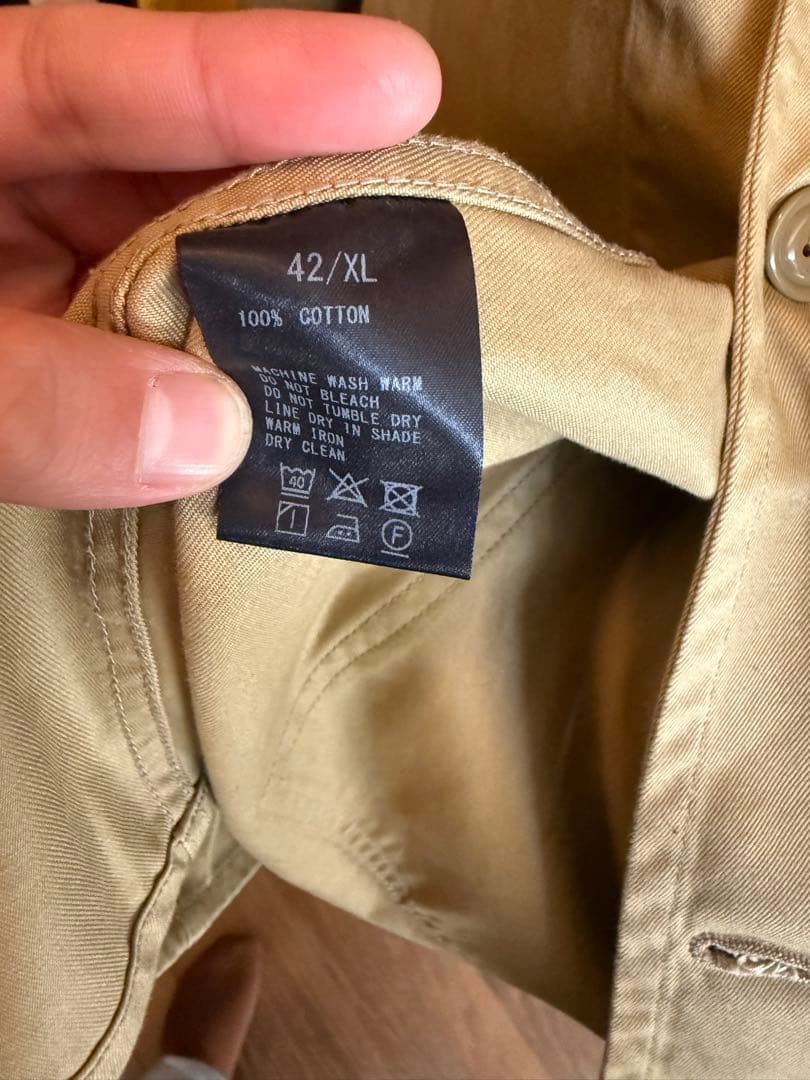 42/XL
100% COTTON
MACHINE WASH WARM
DO NOT BLEACH
DO NOT TUMBLE DRY
LINE DRY IN SHADE
WARM IRON
DRY CLEAN
40
F